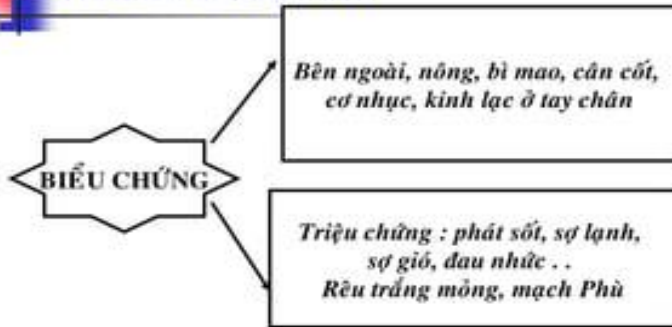 Bên ngoài, nông, bì mao, cân cốt,
cơ nhục, kinh lạc ở tay chân
BIỂU CHỨNG
Triệu chứng : phát sốt, sợ lạnh,
sợ gió, đau nhức . .
Rêu trắng mỏng, mạch Phù